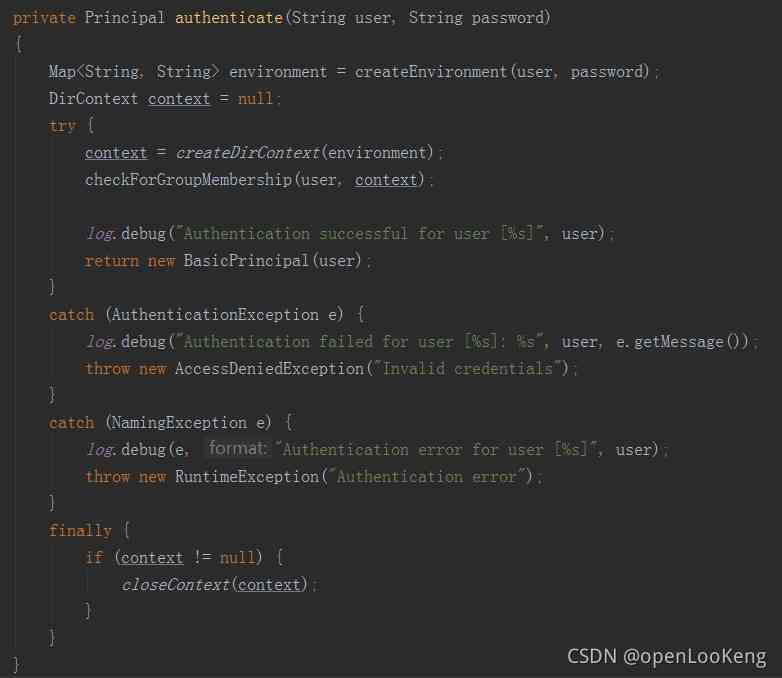 private Principal authenticate(String user, String password)
{
    Map<String, String> environment = createEnvironment(user, password);
    DirContext context = null;
    try {
        context = createDirContext(environment);
        checkForGroupMembership(user, context);

        log.debug("Authentication successful for user [%s]", user);
        return new BasicPrincipal(user);
    }
    catch (AuthenticationException e) {
        log.debug("Authentication failed for user [%s]: %s", user, e.getMessage());
        throw new AccessDeniedException("Invalid credentials");
    }
    catch (NamingException e) {
        log.debug(e, format: "Authentication error for user [%s]", user);
        throw new RuntimeException("Authentication error");
    }
    finally {
        if (context != null) {
            closeContext(context);
        }
    }
}
CSDN @openLooKeng